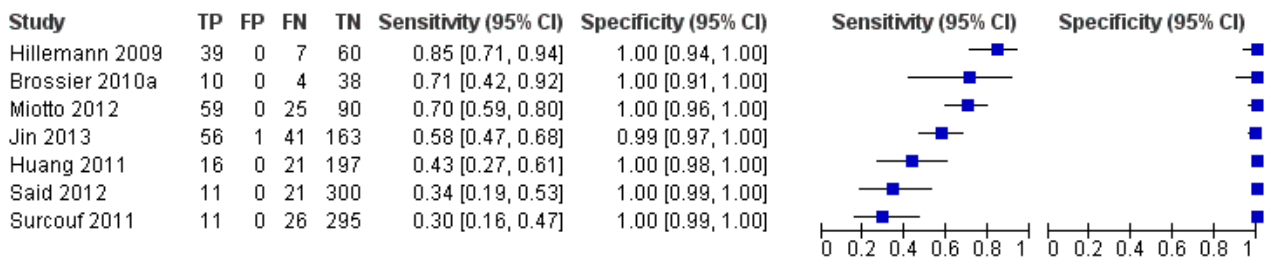 Study TP FP FN TN Sensitivity (95% CI) Specificity (95% CI) Sensitivity (95% CI) Specificity (95% CI)
Hillemann 2009 39 0 7 60 0.85 [0.71, 0.94] 1.00 [0.94, 1.00]
Brossier 2010a 10 0 4 38 0.71 [0.42, 0.92] 1.00 [0.91, 1.00]
Miotto 2012 59 0 25 90 0.70 [0.59, 0.80] 1.00 [0.96, 1.00]
Jin 2013 56 1 41 163 0.58 [0.47, 0.68] 0.99 [0.97, 1.00]
Huang 2011 16 0 21 197 0.43 [0.27, 0.61] 1.00 [0.98, 1.00]
Said 2012 11 0 21 300 0.34 [0.19, 0.53] 1.00 [0.99, 1.00]
Surcouf 2011 11 0 26 295 0.30 [0.16, 0.47] 1.00 [0.99, 1.00]
0 0.2 0.4 0.6 0.8 1 0 0.2 0.4 0.6 0.8 1